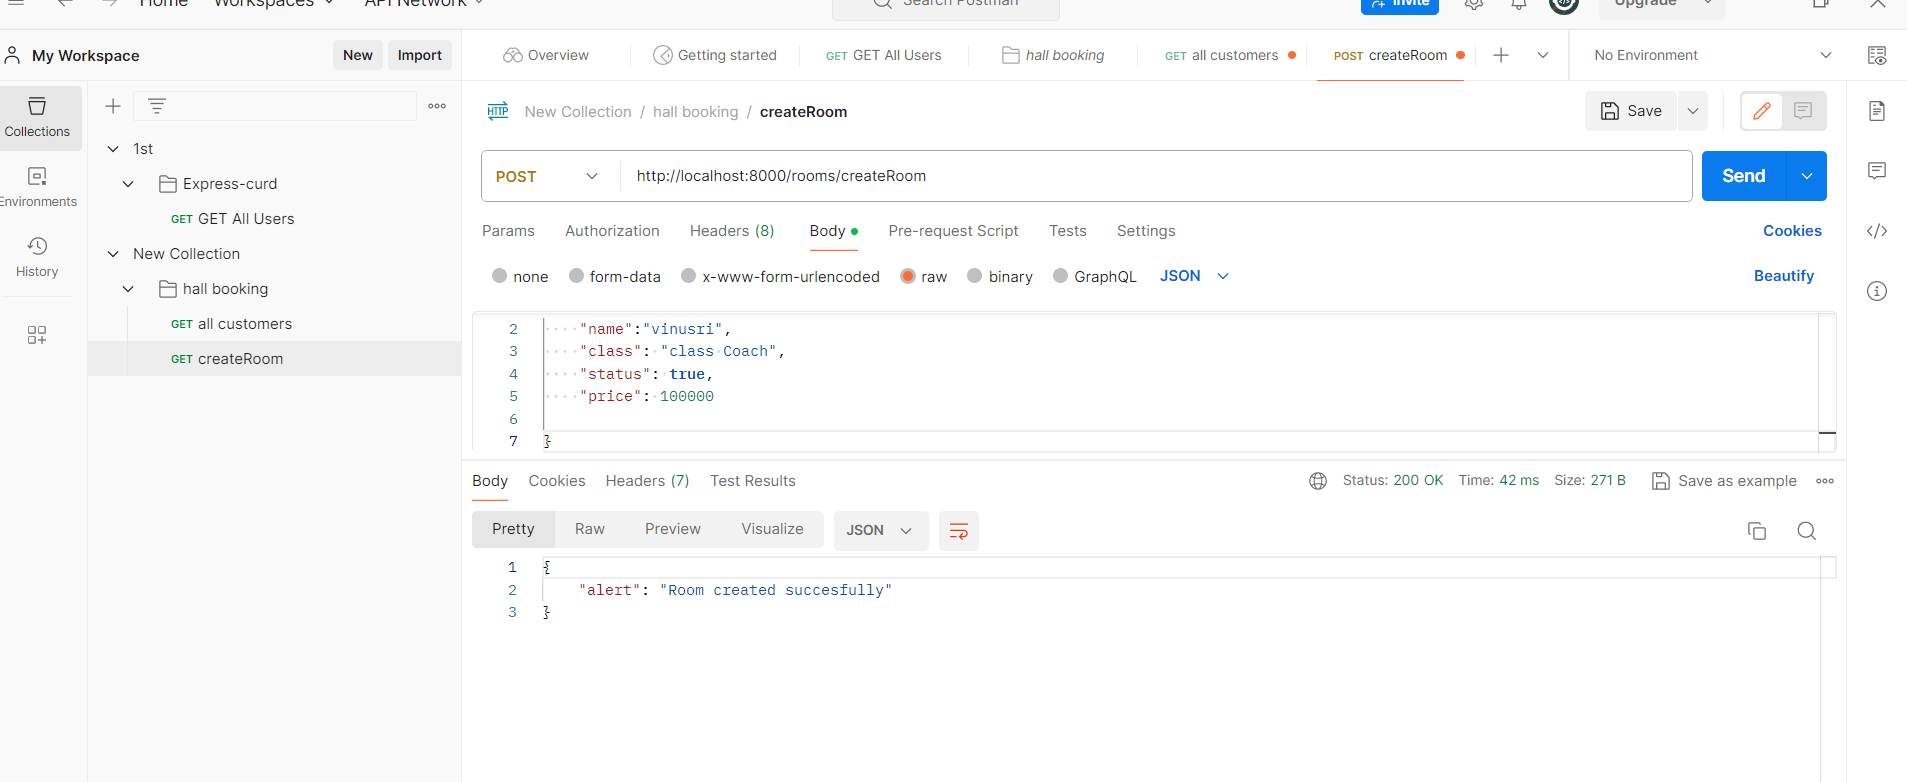 Home Workspaces API Network Search Postman Invite Upgrade
My Workspace New Import Overview Getting started GET GET All Users hall booking GET all customers POST createRoom No Environment
Collections
Environments
History
1st
Express-curd
GET GET All Users
New Collection
hall booking
GET all customers
GET createRoom
HTTP New Collection / hall booking / createRoom Save
POST http://localhost:8000/rooms/createRoom Send
Params Authorization Headers (8) Body Pre-request Script Tests Settings Cookies
none form-data x-www-form-urlencoded raw binary GraphQL JSON Beautify
2 "name":"vinusri",
3 "class": "class Coach",
4 "status": true,
5 "price": 100000
6
7 }
Body Cookies Headers (7) Test Results Status: 200 OK Time: 42 ms Size: 271 B Save as example
Pretty Raw Preview Visualize JSON
1 {
2 "alert": "Room created succesfully"
3 }